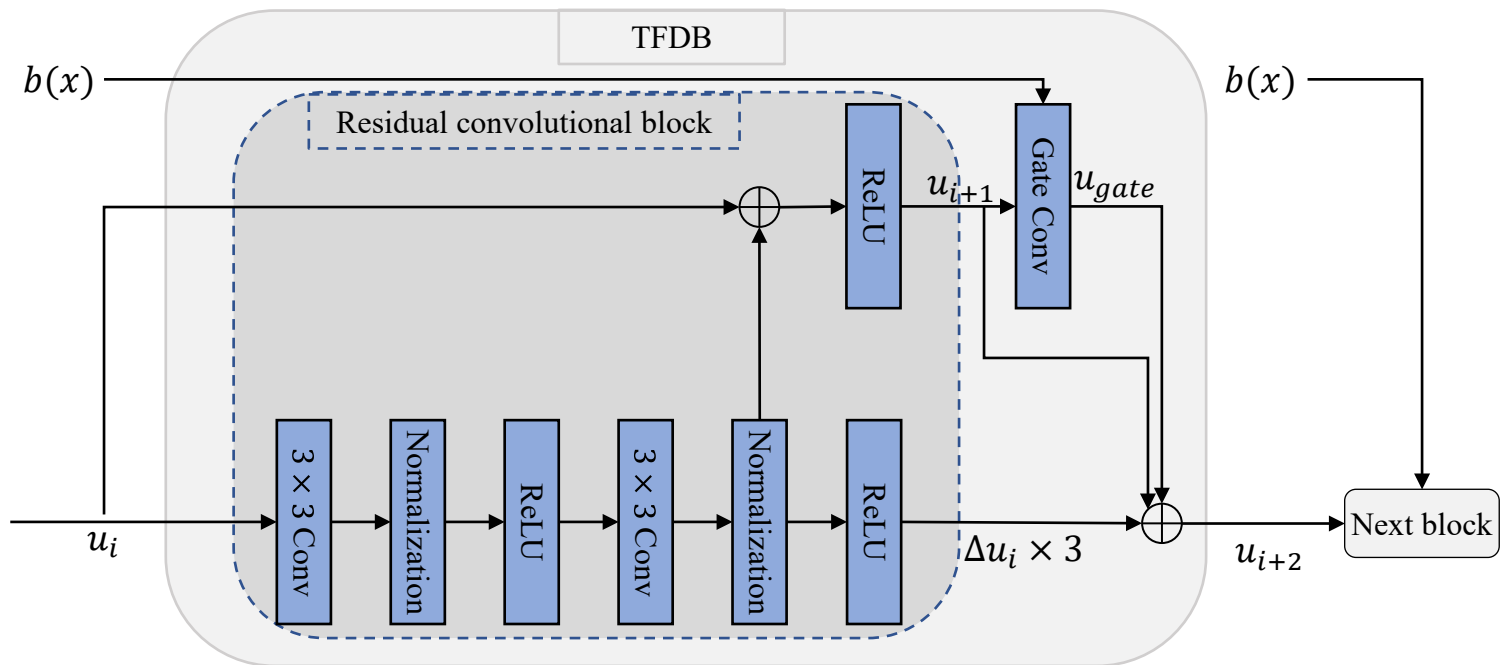 TFDB
b(x)
b(x)
Residual convolutional block
ReLU
u_{i+1}
Gate Conv
u_{gate}
3 × 3 Conv
Normalization
ReLU
3 × 3 Conv
Normalization
ReLU
u_i
Δu_i × 3
u_{i+2}
Next block